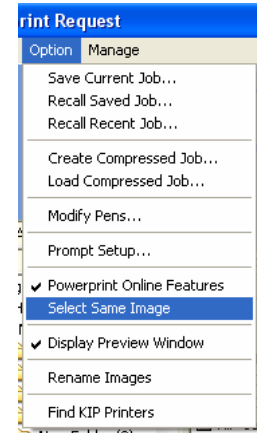 rint Request
Option Manage
Save Current Job...
Recall Saved Job...
Recall Recent Job...
Create Compressed Job...
Load Compressed Job...
Modify Pens...
Prompt Setup...
✓ Powerprint Online Features
Select Same Image
✓ Display Preview Window
Rename Images
Find KIP Printers